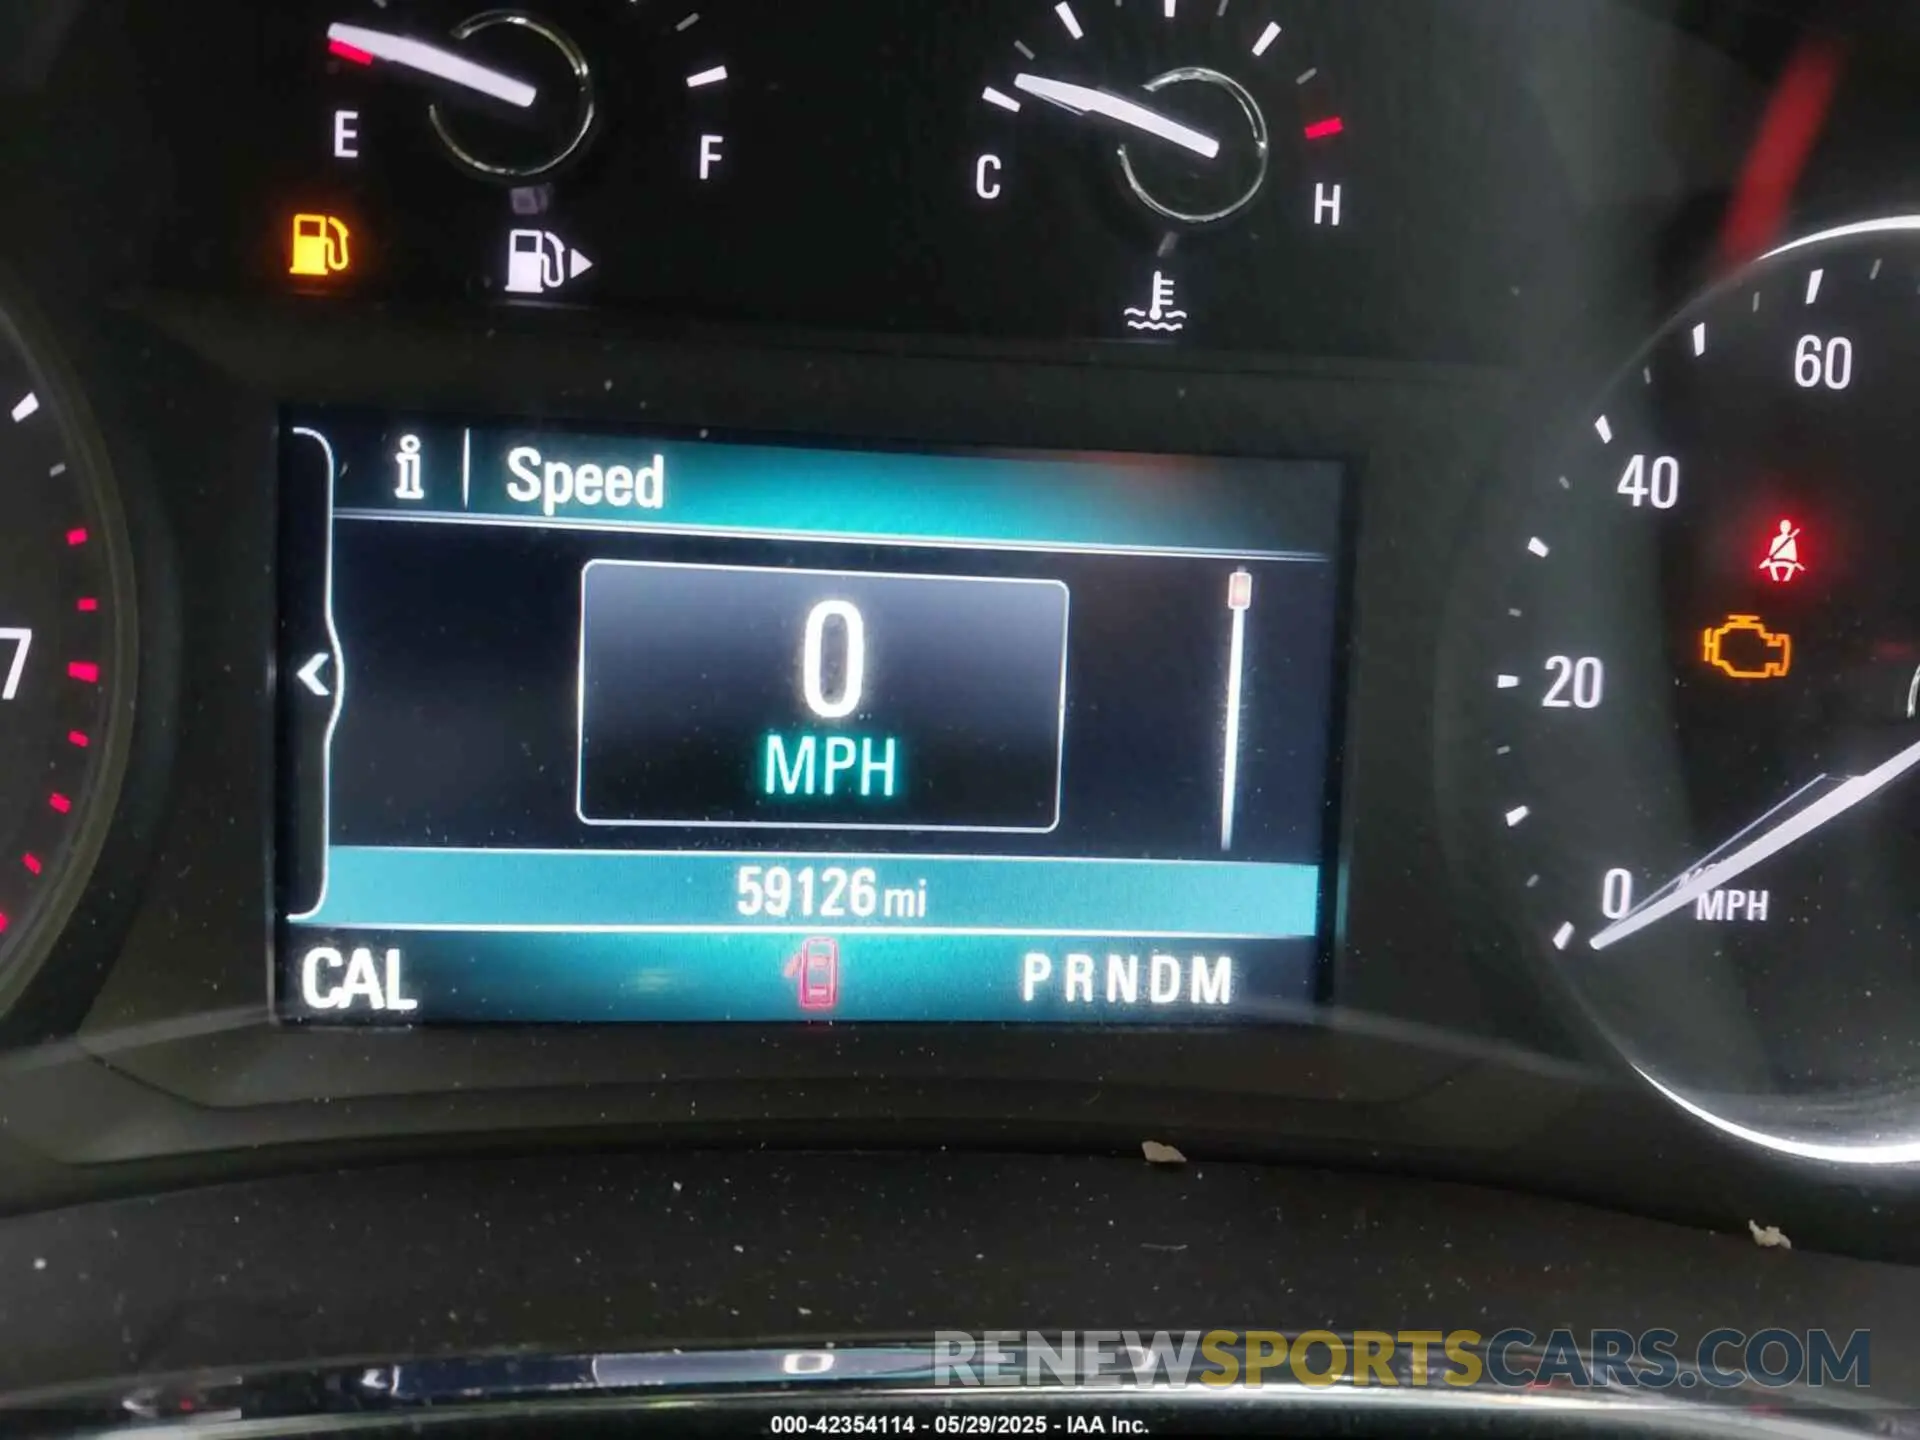 E
F
C
H
60
40
20
0
MPH
7
i
Speed
0
MPH
59126 mi
CAL
PRNDM
RENEWSPORTSCARS.COM
000-42354114 - 05/29/2025 - IAA Inc.